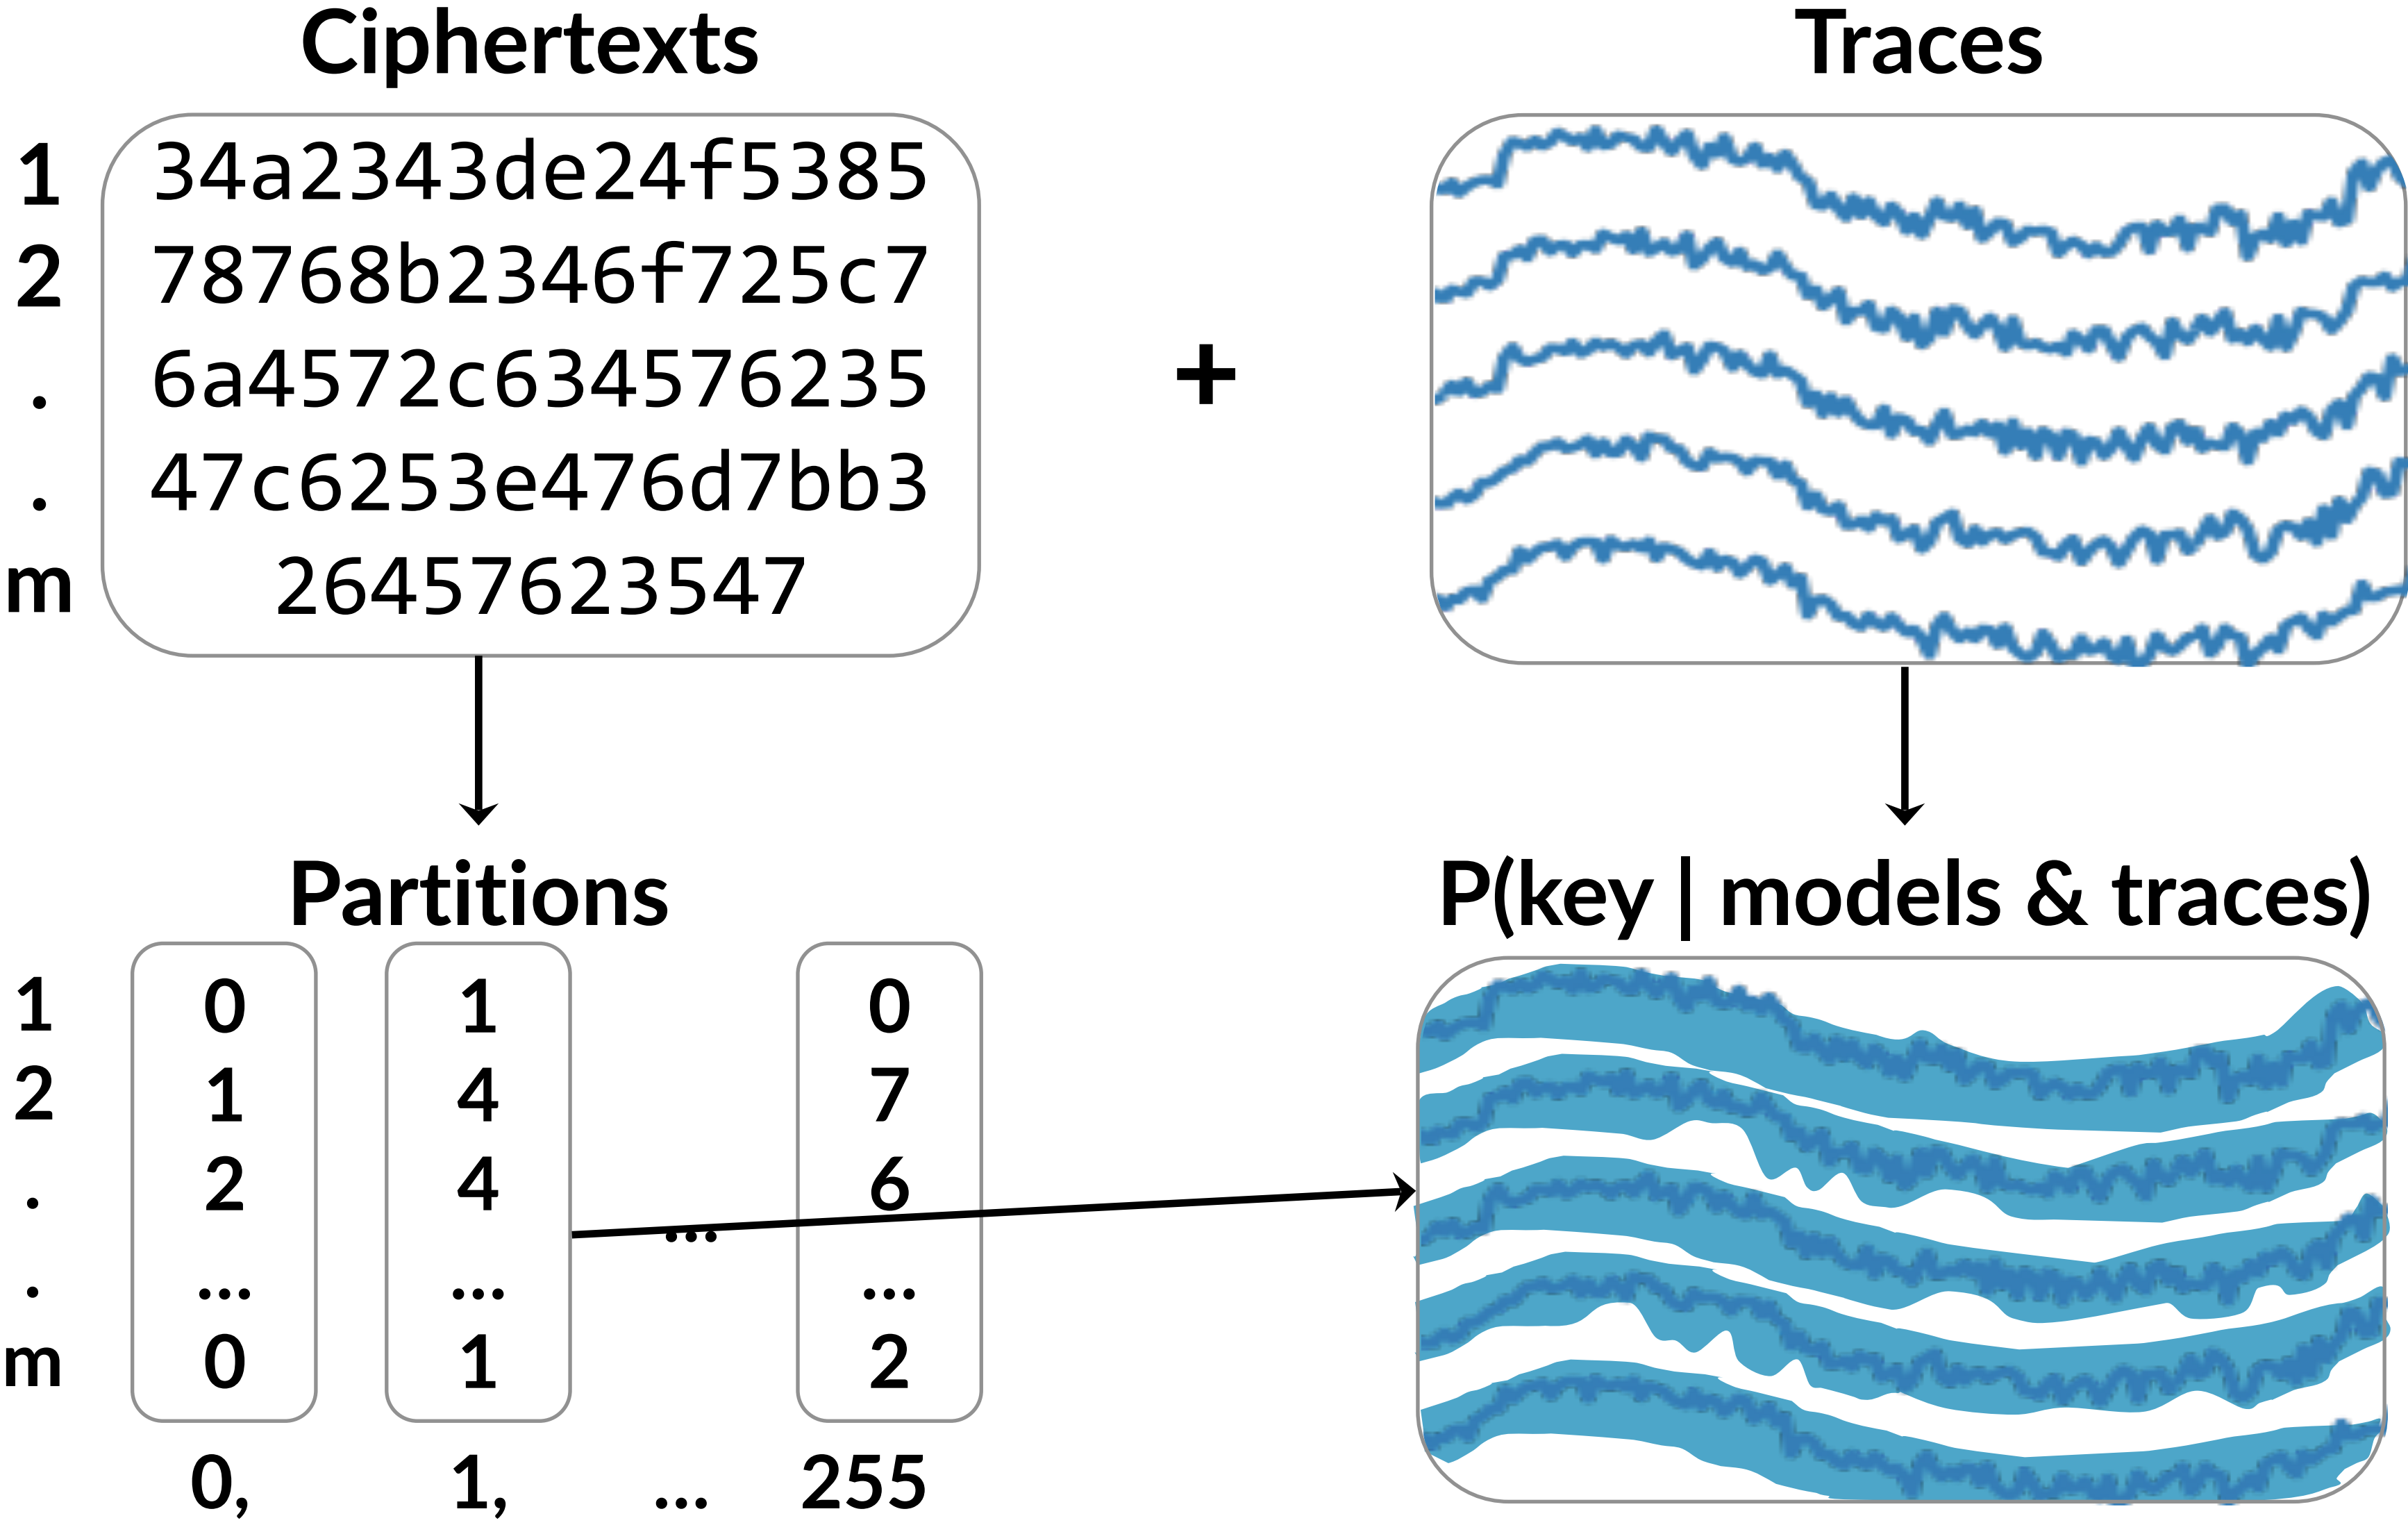 Ciphertexts
1 34a2343de24f5385
2 78768b2346f725c7
. 6a4572c634576235
. 47c6253e476d7bb3
m 26457623547
+
Traces
Partitions
1 0 1 0
2 1 4 7
. 2 4 6
...
. ... ... ...
m 0 1 2
0, 1, ... 255
P(key | models & traces)